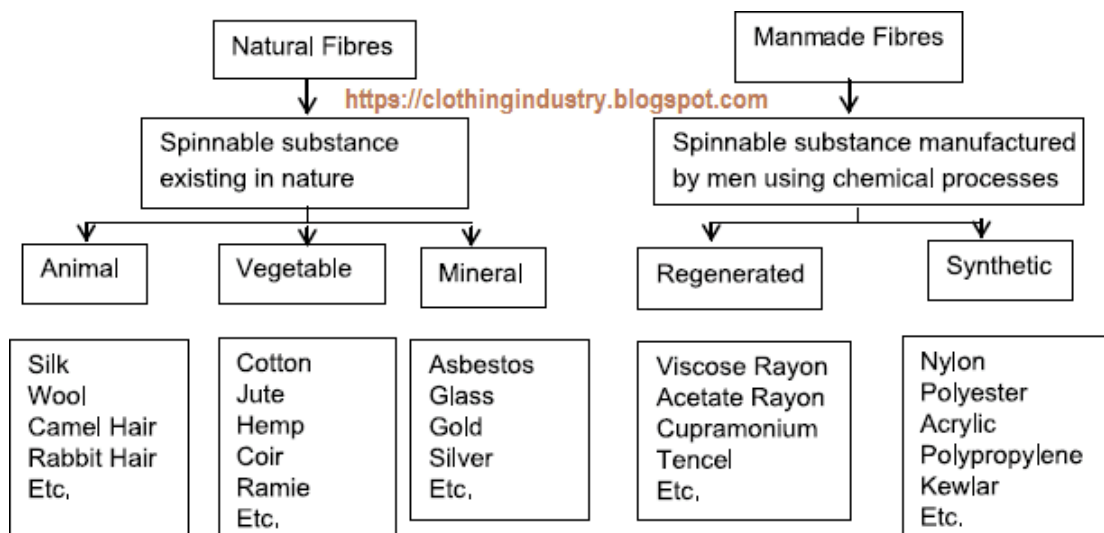 Natural Fibres
Manmade Fibres
https://clothingindustry.blogspot.com
Spinnable substance
existing in nature
Spinnable substance manufactured
by men using chemical processes
Animal
Vegetable
Mineral
Regenerated
Synthetic
Silk
Wool
Camel Hair
Rabbit Hair
Etc.
Cotton
Jute
Hemp
Coir
Ramie
Etc.
Asbestos
Glass
Gold
Silver
Etc.
Viscose Rayon
Acetate Rayon
Cupramonium
Tencel
Etc.
Nylon
Polyester
Acrylic
Polypropylene
Kewlar
Etc.